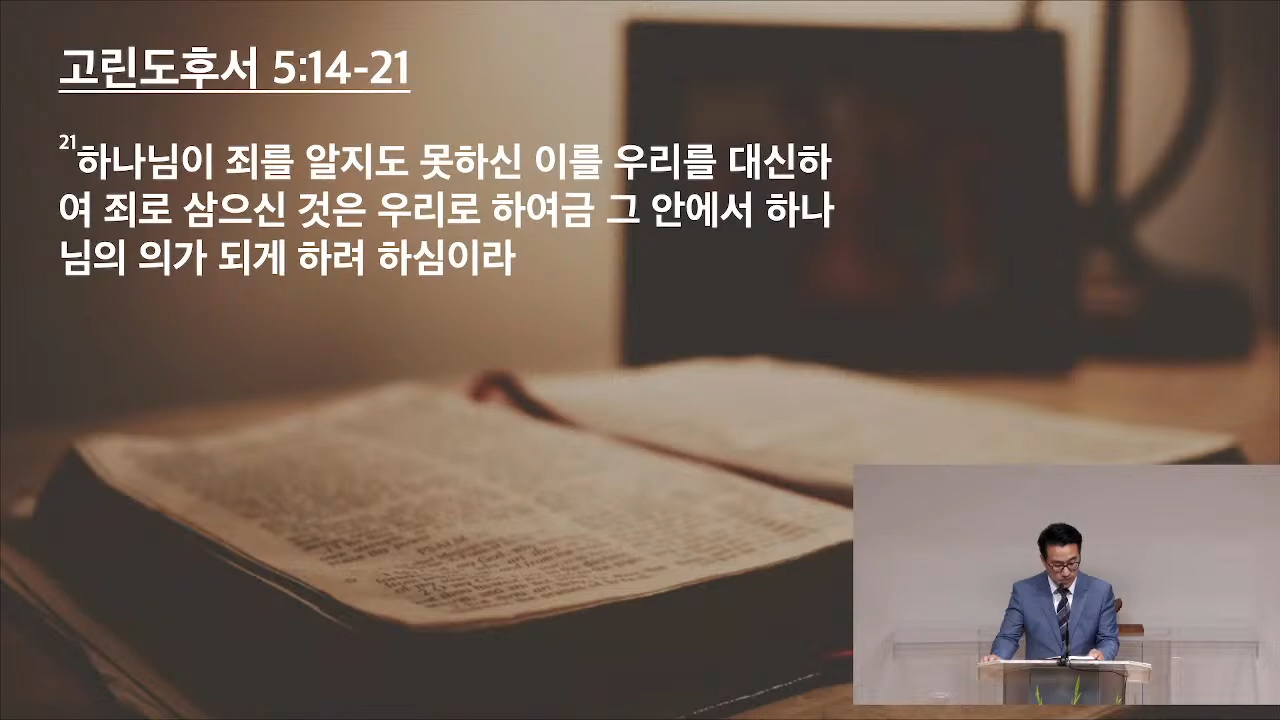 고린도후서 5:14-21
21하나님이 죄를 알지도 못하신 이를 우리를 대신하
여 죄로 삼으신 것은 우리로 하여금 그 안에서 하나
님의 의가 되게 하려 하심이라